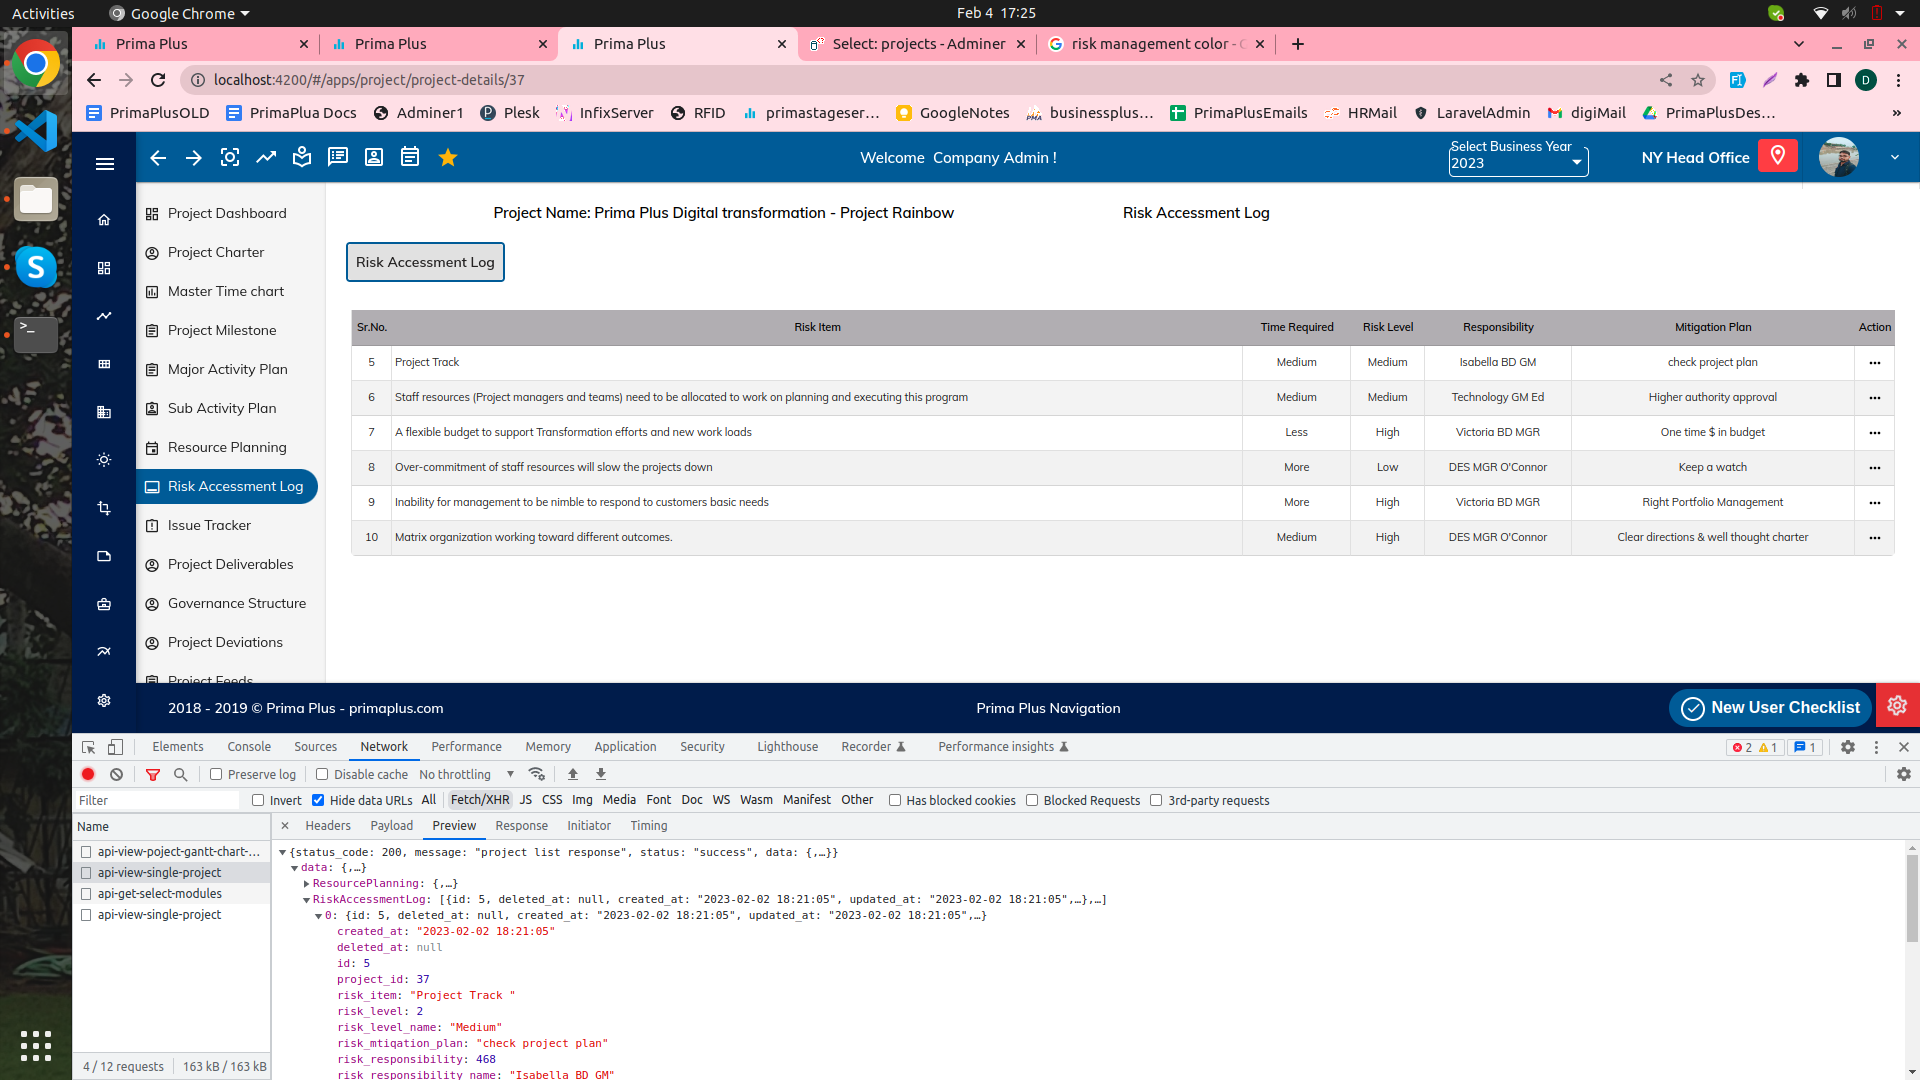 Activities
Google Chrome
Feb 4 17:25
Prima Plus
Prima Plus
Prima Plus
Select: projects - Adminer
risk management color -
localhost:4200/#/apps/project/project-details/37
D
PrimaPlusOLD
PrimaPlua Docs
Adminer1
Plesk
InfixServer
RFID
primastageser...
GoogleNotes
businessplus...
PrimaPlusEmails
HRMail
LaravelAdmin
digiMail
PrimaPlusDes...
»
Welcome Company Admin !
Select Business Year
2023
NY Head Office
Project Dashboard
Project Charter
Master Time chart
Project Milestone
Major Activity Plan
Sub Activity Plan
Resource Planning
Risk Accessment Log
Issue Tracker
Project Deliverables
Governance Structure
Project Deviations
Project Feeds
Project Name: Prima Plus Digital transformation - Project Rainbow
Risk Accessment Log
Risk Accessment Log
Sr.No. Risk Item Time Required Risk Level Responsibility Mitigation Plan Action
5 Project Track Medium Medium Isabella BD GM check project plan
6 Staff resources (Project managers and teams) need to be allocated to work on planning and executing this program Medium Medium Technology GM Ed Higher authority approval
7 A flexible budget to support Transformation efforts and new work loads Less High Victoria BD MGR One time $ in budget
8 Over-commitment of staff resources will slow the projects down More Low DES MGR O'Connor Keep a watch
9 Inability for management to be nimble to respond to customers basic needs More High Victoria BD MGR Right Portfolio Management
10 Matrix organization working toward different outcomes. Medium High DES MGR O'Connor Clear directions & well thought charter
2018 - 2019 © Prima Plus - primaplus.com
Prima Plus Navigation
New User Checklist
Elements Console Sources Network Performance Memory Application Security Lighthouse Recorder Performance insights
2 1 1
Preserve log Disable cache No throttling
Filter Invert Hide data URLs All Fetch/XHR JS CSS Img Media Font Doc WS Wasm Manifest Other Has blocked cookies Blocked Requests 3rd-party requests
Name
api-view-poject-gantt-chart-...
api-view-single-project
api-get-select-modules
api-view-single-project
4 / 12 requests 163 kB / 163 kB
Headers Payload Preview Response Initiator Timing
{status_code: 200, message: "project list response", status: "success", data: {,…}}
data: {,…}
ResourcePlanning: {,…}
RiskAccessmentLog: [{id: 5, deleted_at: null, created_at: "2023-02-02 18:21:05", updated_at: "2023-02-02 18:21:05",…},…]
0: {id: 5, deleted_at: null, created_at: "2023-02-02 18:21:05", updated_at: "2023-02-02 18:21:05",…}
created_at: "2023-02-02 18:21:05"
deleted_at: null
id: 5
project_id: 37
risk_item: "Project Track "
risk_level: 2
risk_level_name: "Medium"
risk_mtiqation_plan: "check project plan"
risk_responsibility: 468
risk_responsibility_name: "Isabella BD GM"